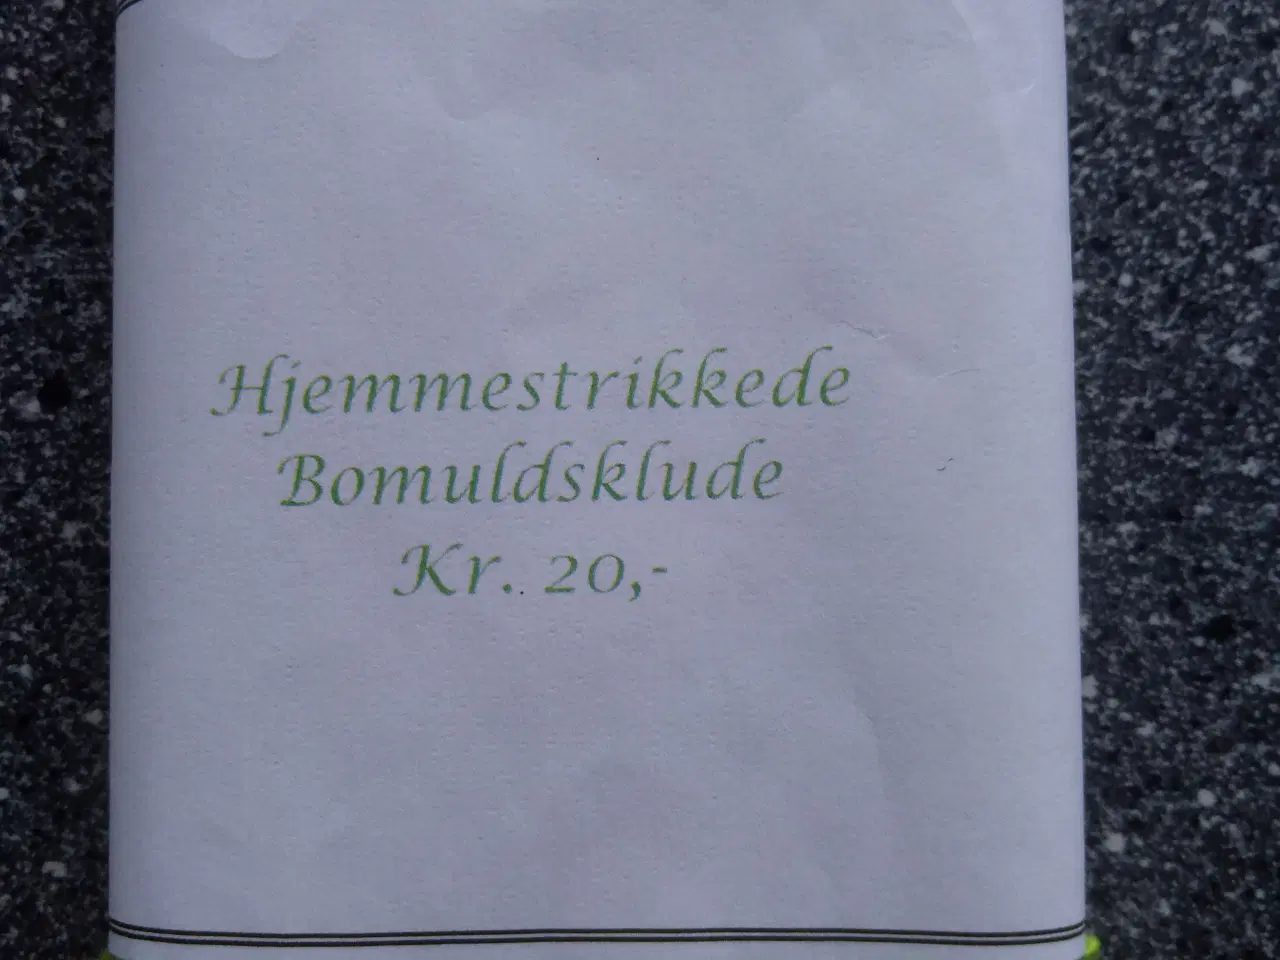 Hjemmestrikkede
Bomuldsklude
Kr. 20,-